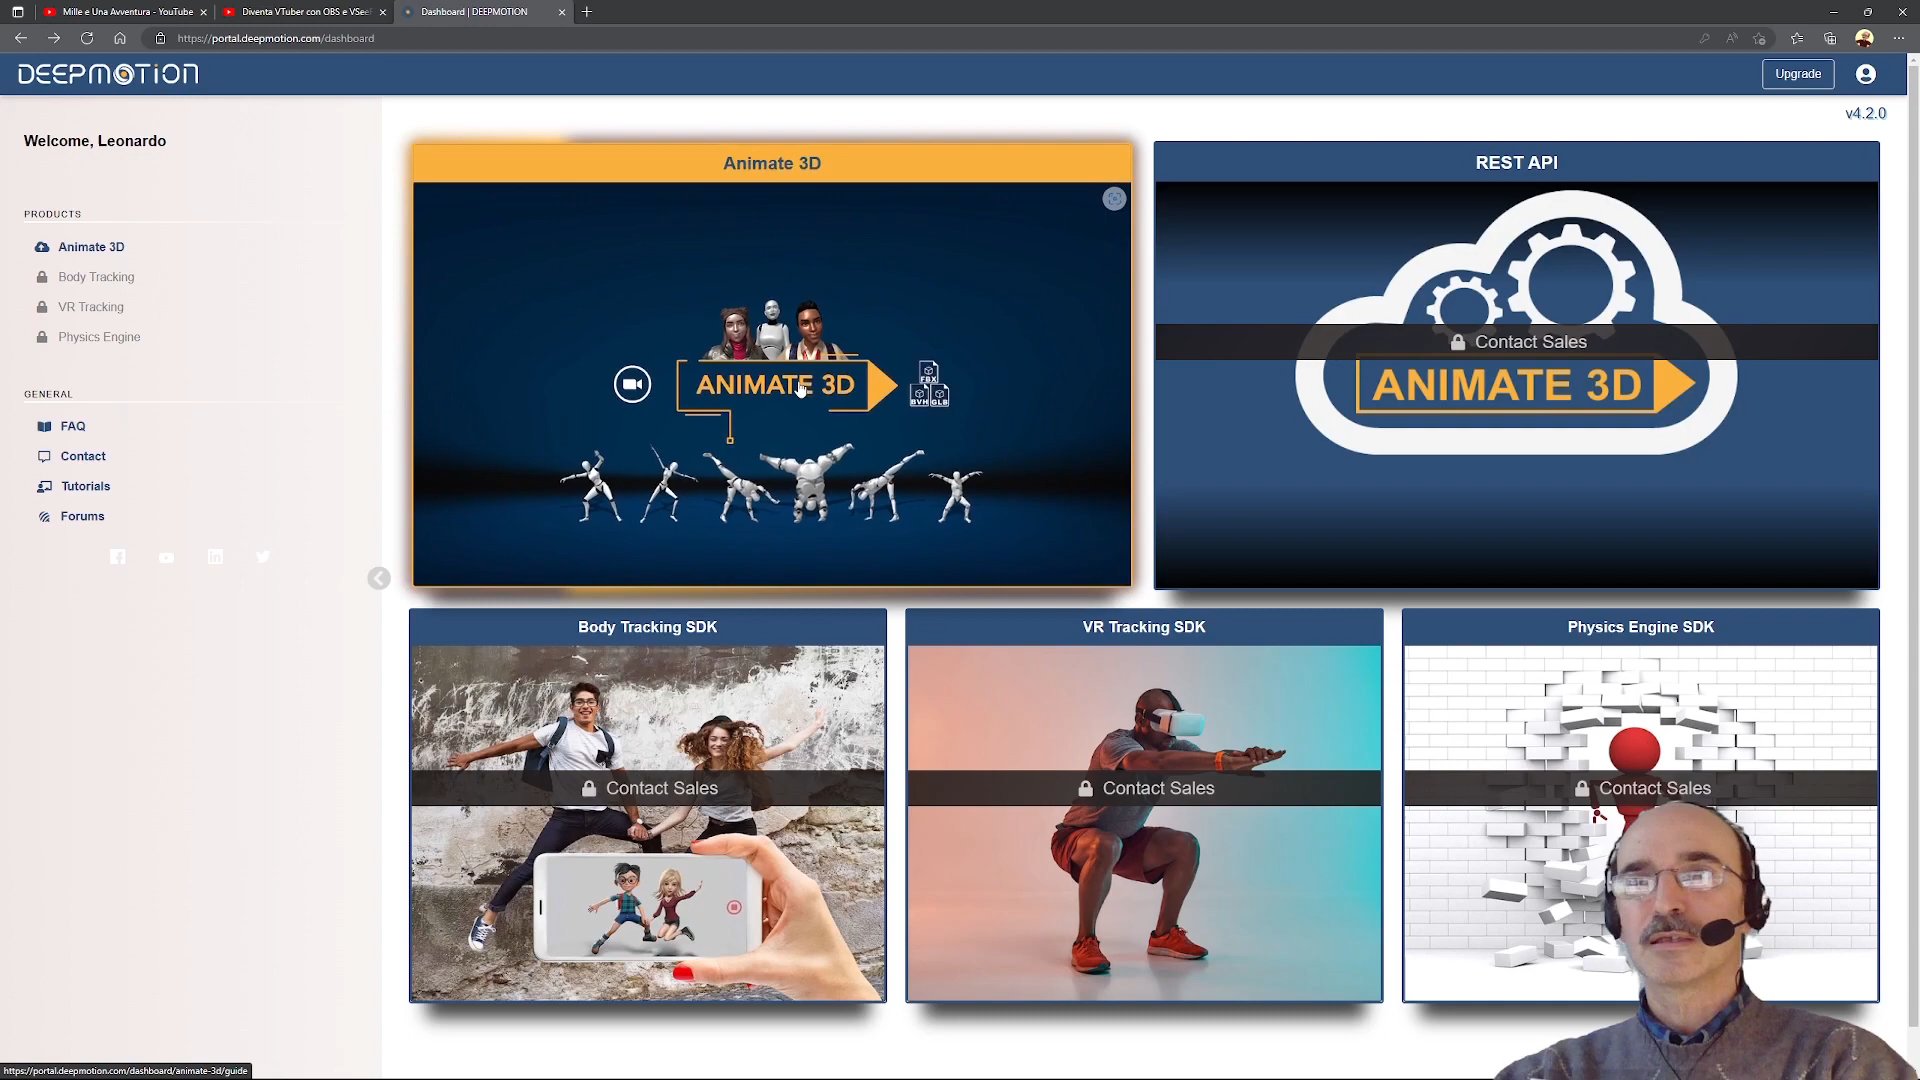 Mille e Una Avventura - YouTube
Diventa VTuber con OBS e VSeeF
Dashboard | DEEPMOTION
https://portal.deepmotion.com/dashboard
DEEPMOTION
Upgrade
v4.2.0
Welcome, Leonardo
PRODUCTS
Animate 3D
Body Tracking
VR Tracking
Physics Engine
GENERAL
FAQ
Contact
Tutorials
Forums
Animate 3D
ANIMATE 3D
FBX
BVH
GLB
REST API
Contact Sales
ANIMATE 3D
Body Tracking SDK
Contact Sales
VR Tracking SDK
Contact Sales
Physics Engine SDK
Contact Sales
https://portal.deepmotion.com/dashboard/animate-3d/guide